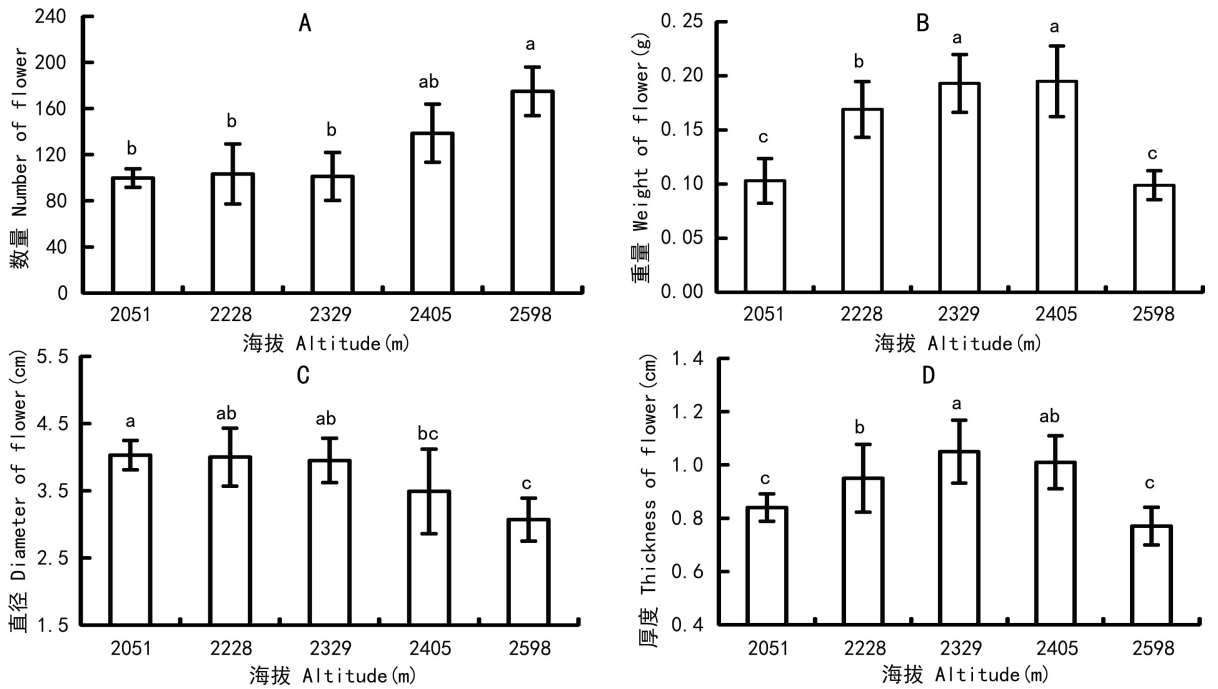 A
数量 Number of flower
240
200
160
120
80
40
0
b
b
b
ab
a
2051 2228 2329 2405 2598
海拔 Altitude(m)
B
重量 Weight of flower(g)
0.25
0.20
0.15
0.10
0.05
0.00
c
b
a
a
c
2051 2228 2329 2405 2598
海拔 Altitude(m)
C
直径 Diameter of flower(cm)
5.5
4.5
3.5
2.5
1.5
a
ab
ab
bc
c
2051 2228 2329 2405 2598
海拔 Altitude(m)
D
厚度 Thickness of flower(cm)
1.4
1.2
1.0
0.8
0.6
0.4
c
b
a
ab
c
2051 2228 2329 2405 2598
海拔 Altitude(m)